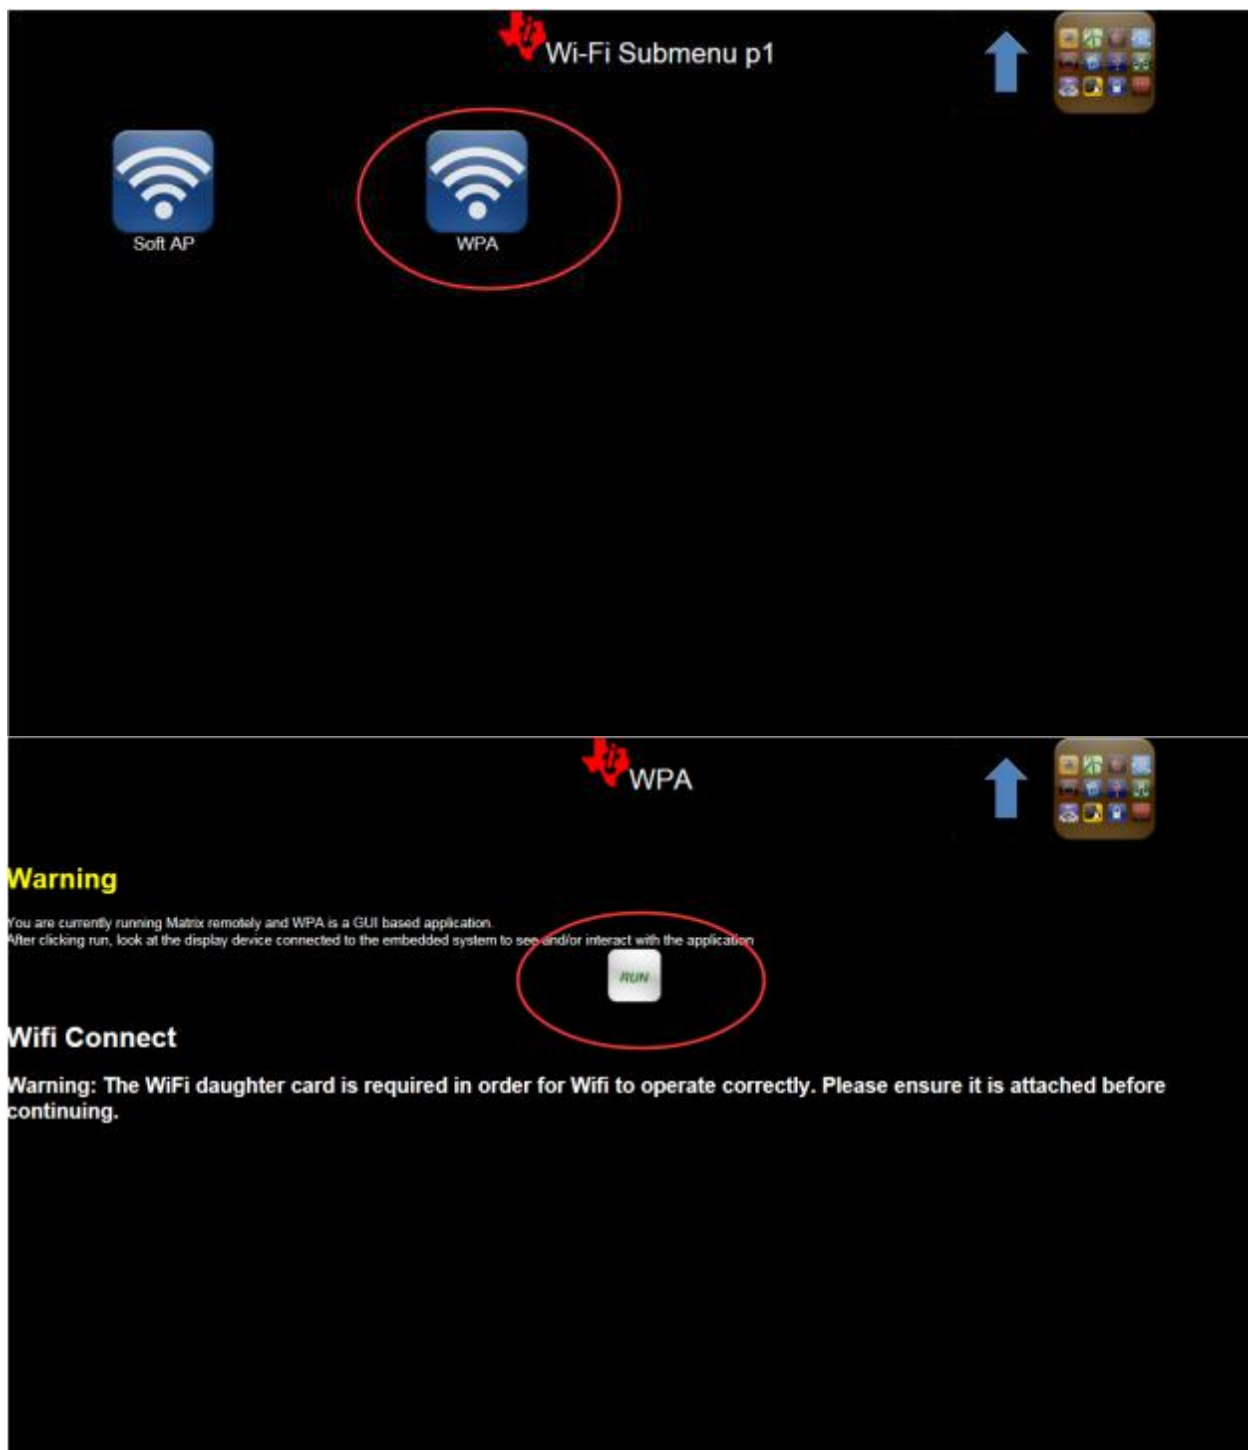 Wi-Fi Submenu p1
Soft AP
WPA
WPA
Warning
You are currently running Matrix remotely and WPA is a GUI based application.
After clicking run, look at the display device connected to the embedded system to see and/or interact with the application
RUN
Wifi Connect
Warning: The WiFi daughter card is required in order for Wifi to operate correctly. Please ensure it is attached before
continuing.